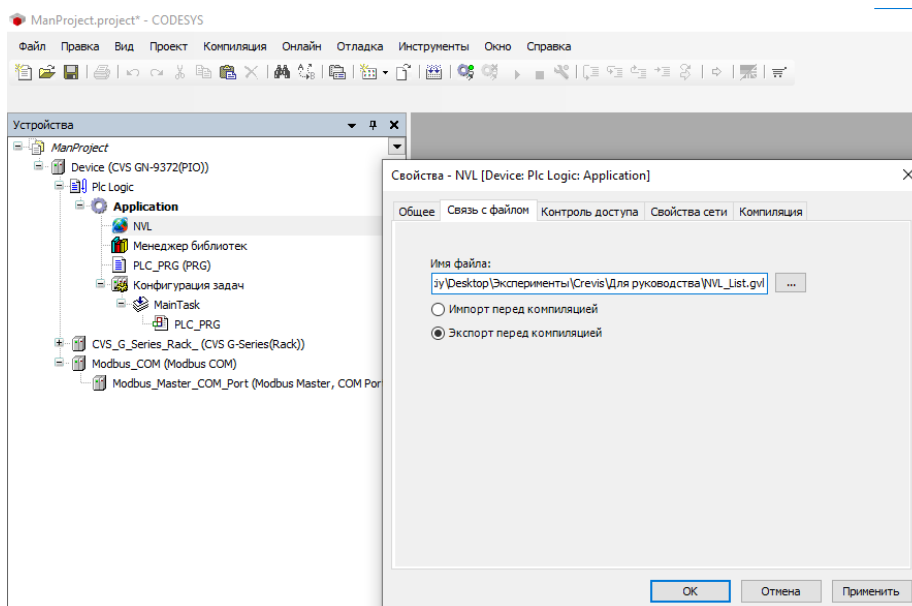 ManProject.project* - CODESYS
Файл Правка Вид Проект Компиляция Онлайн Отладка Инструменты Окно Справка
Устройства
ManProject
Device (CVS GN-9372(PIO))
Plc Logic
Application
NVL
Менеджер библиотек
PLC_PRG (PRG)
Конфигурация задач
MainTask
PLC_PRG
CVS_G_Series_Rack_ (CVS G-Series(Rack))
Modbus_COM (Modbus COM)
Modbus_Master_COM_Port (Modbus Master, COM Por
Свойства - NVL [Device: Plc Logic: Application]
Общее Связь с файлом Контроль доступа Свойства сети Компиляция
Имя файла:
iy\Desktop\Эксперименты\Crevis\Для руководства\NVL_List.gvl ...
Импорт перед компиляцией
Экспорт перед компиляцией
OK Отмена Применить